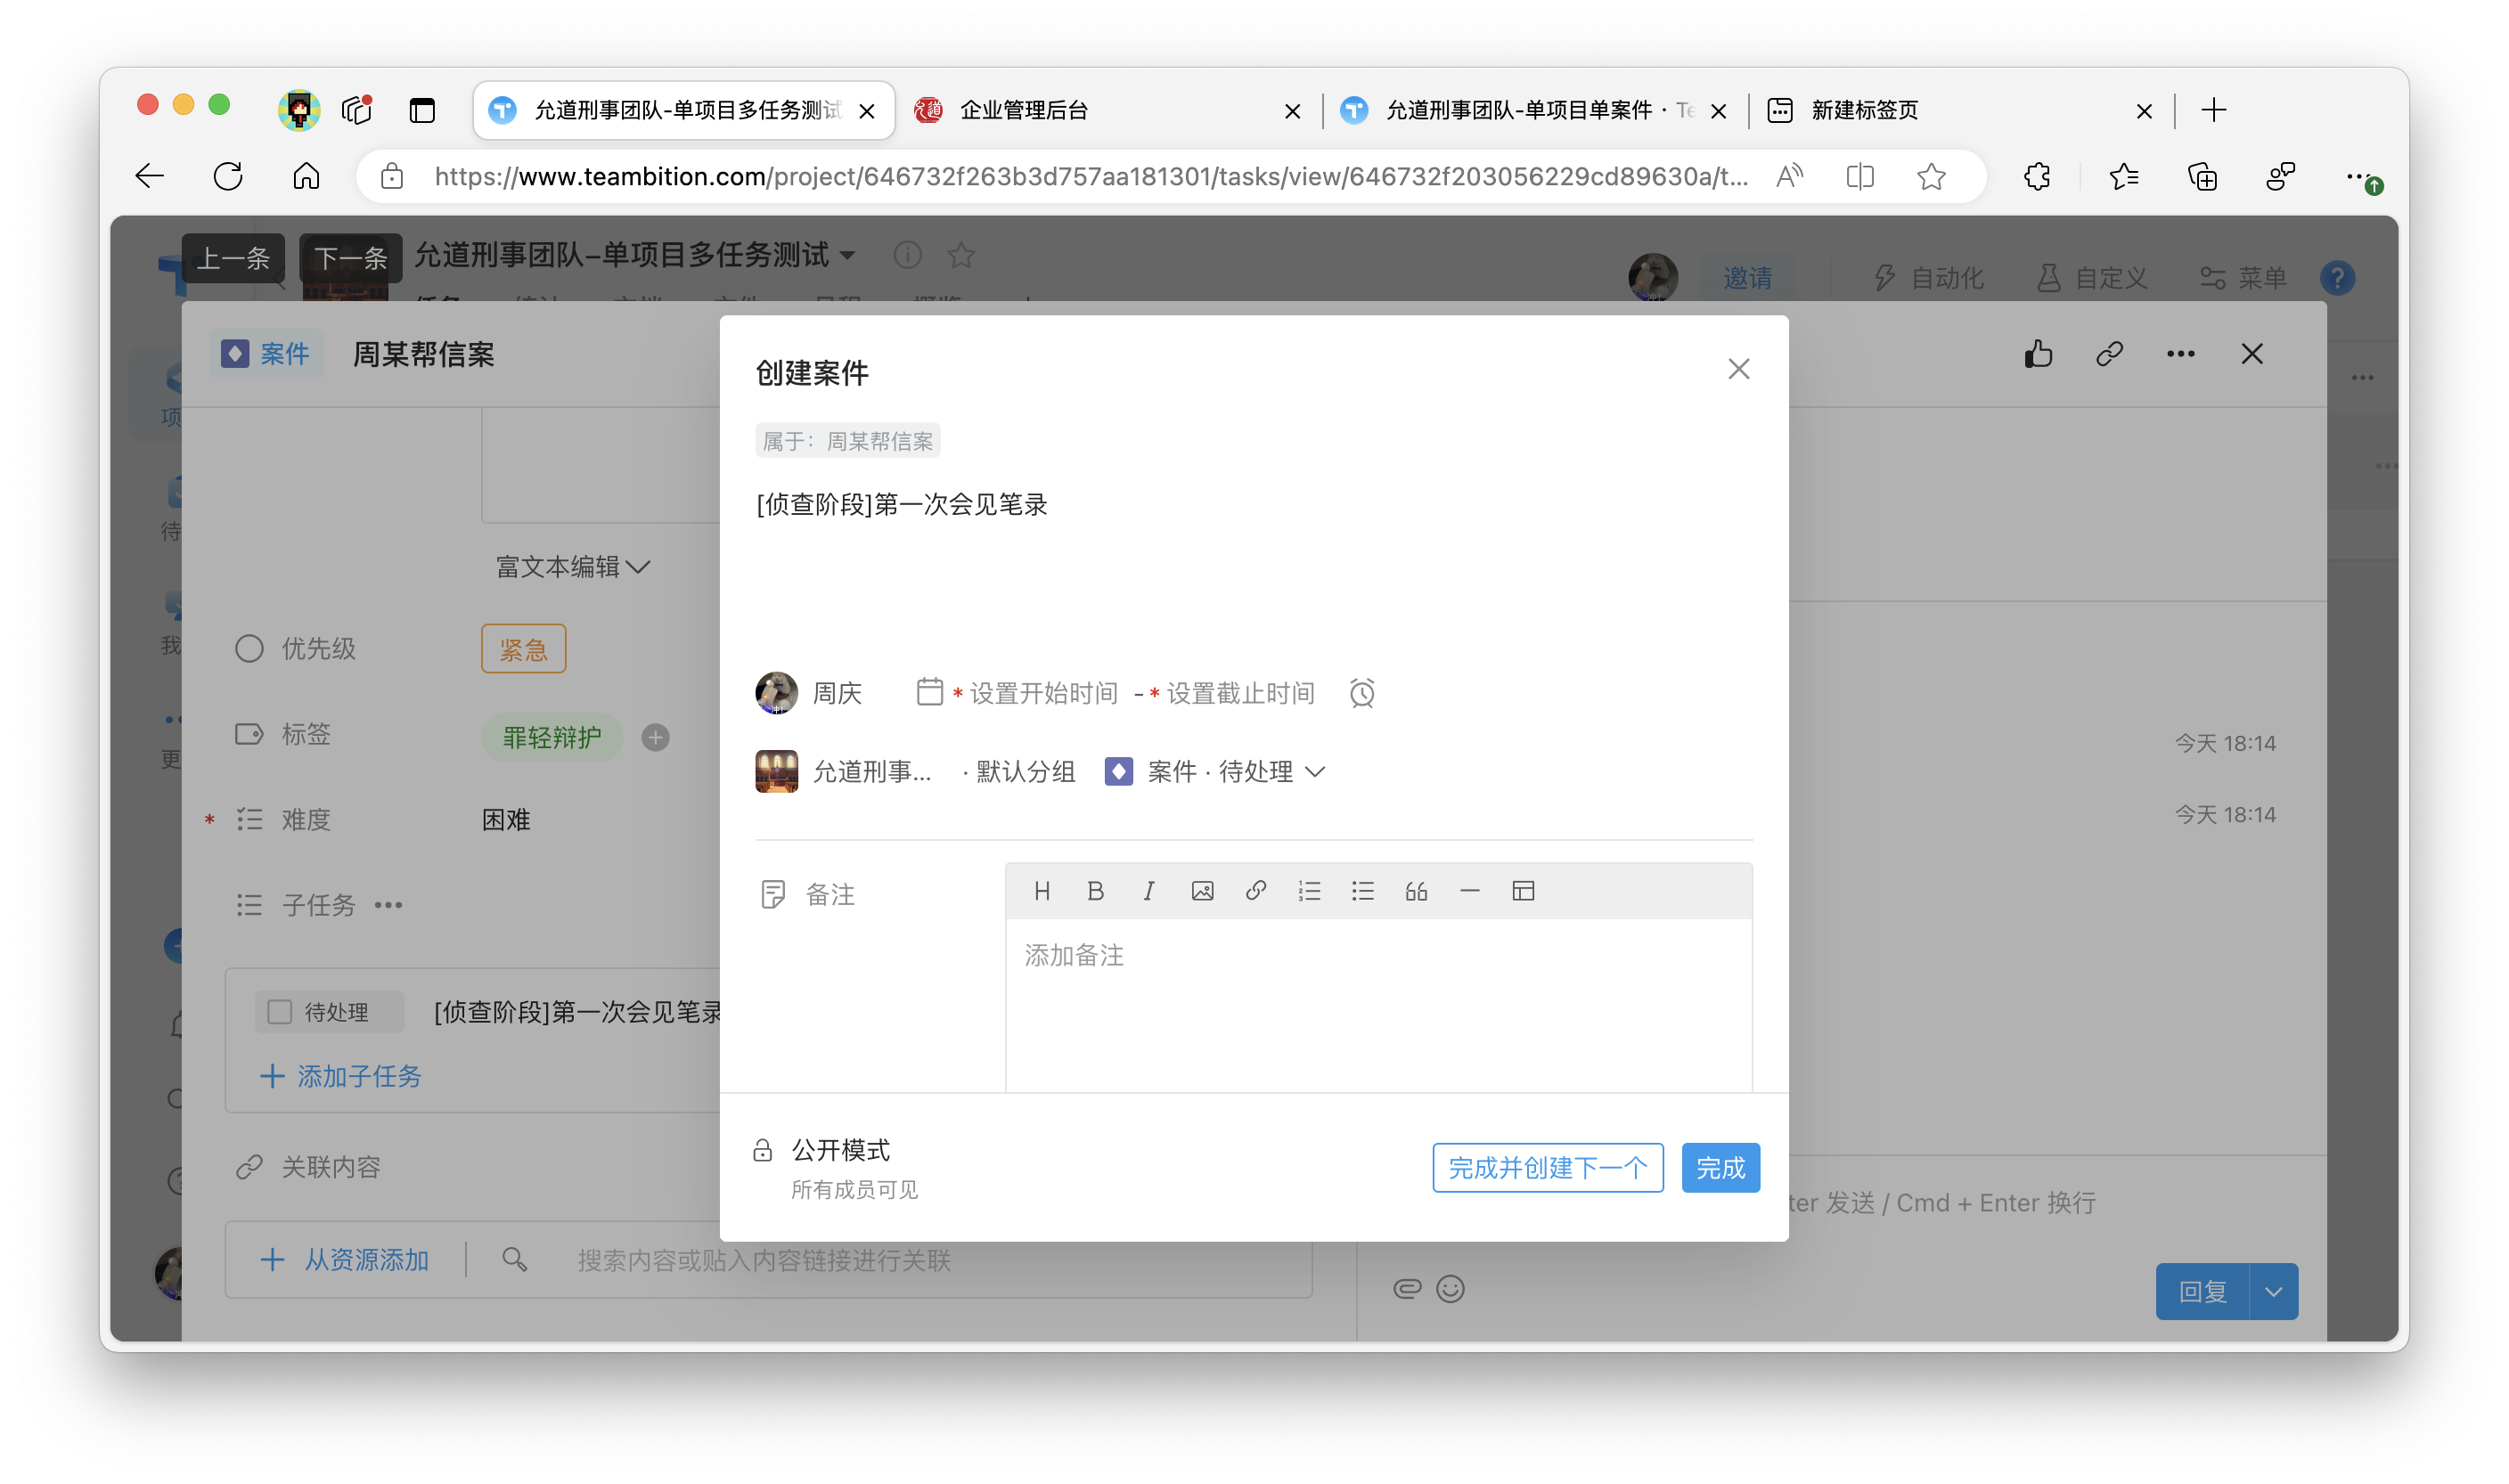 允道刑事团队-单项目多任务测试
企业管理后台
允道刑事团队-单项目单案件 · Te
新建标签页
https://www.teambition.com/project/646732f263b3d757aa181301/tasks/view/646732f203056229cd89630a/t...
上一条
下一条
允道刑事团队-单项目多任务测试
邀请
自动化
自定义
菜单
案件
周某帮信案
创建案件
属于：周某帮信案
[侦查阶段]第一次会见笔录
富文本编辑
优先级
紧急
周庆
* 设置开始时间 - * 设置截止时间
标签
罪轻辩护
今天 18:14
允道刑事... · 默认分组
案件 · 待处理
* 难度
困难
今天 18:14
备注
H B I
子任务
添加备注
待处理
[侦查阶段]第一次会见笔录
添加子任务
公开模式
所有成员可见
完成并创建下一个
完成
关联内容
ter 发送 / Cmd + Enter 换行
从资源添加
搜索内容或贴入内容链接进行关联
回复